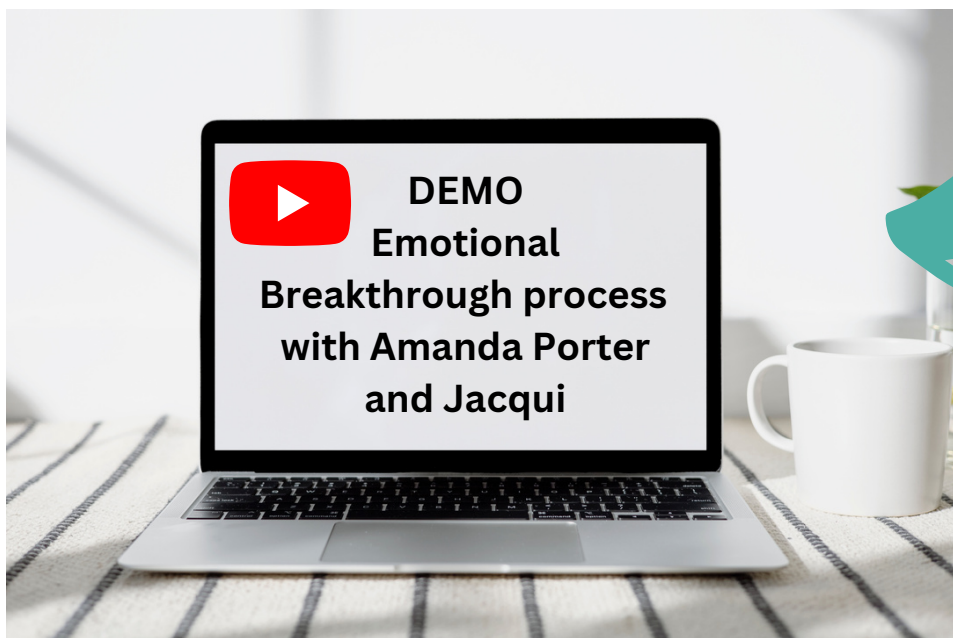 DEMO
Emotional
Breakthrough process
with Amanda Porter
and Jacqui